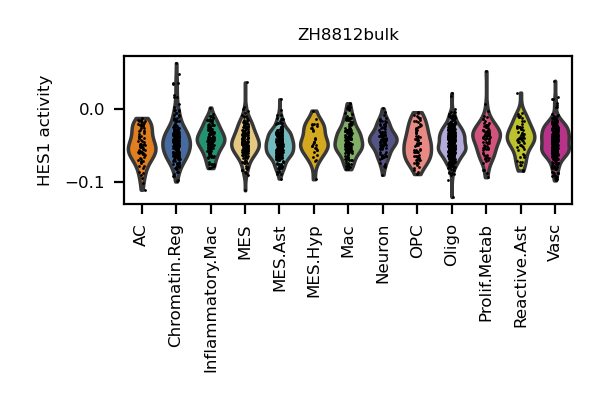 ZH8812bulk
HES1 activity
0.0
−0.1
AC
Chromatin.Reg
Inflammatory.Mac
MES
MES.Ast
MES.Hyp
Mac
Neuron
OPC
Oligo
Prolif.Metab
Reactive.Ast
Vasc